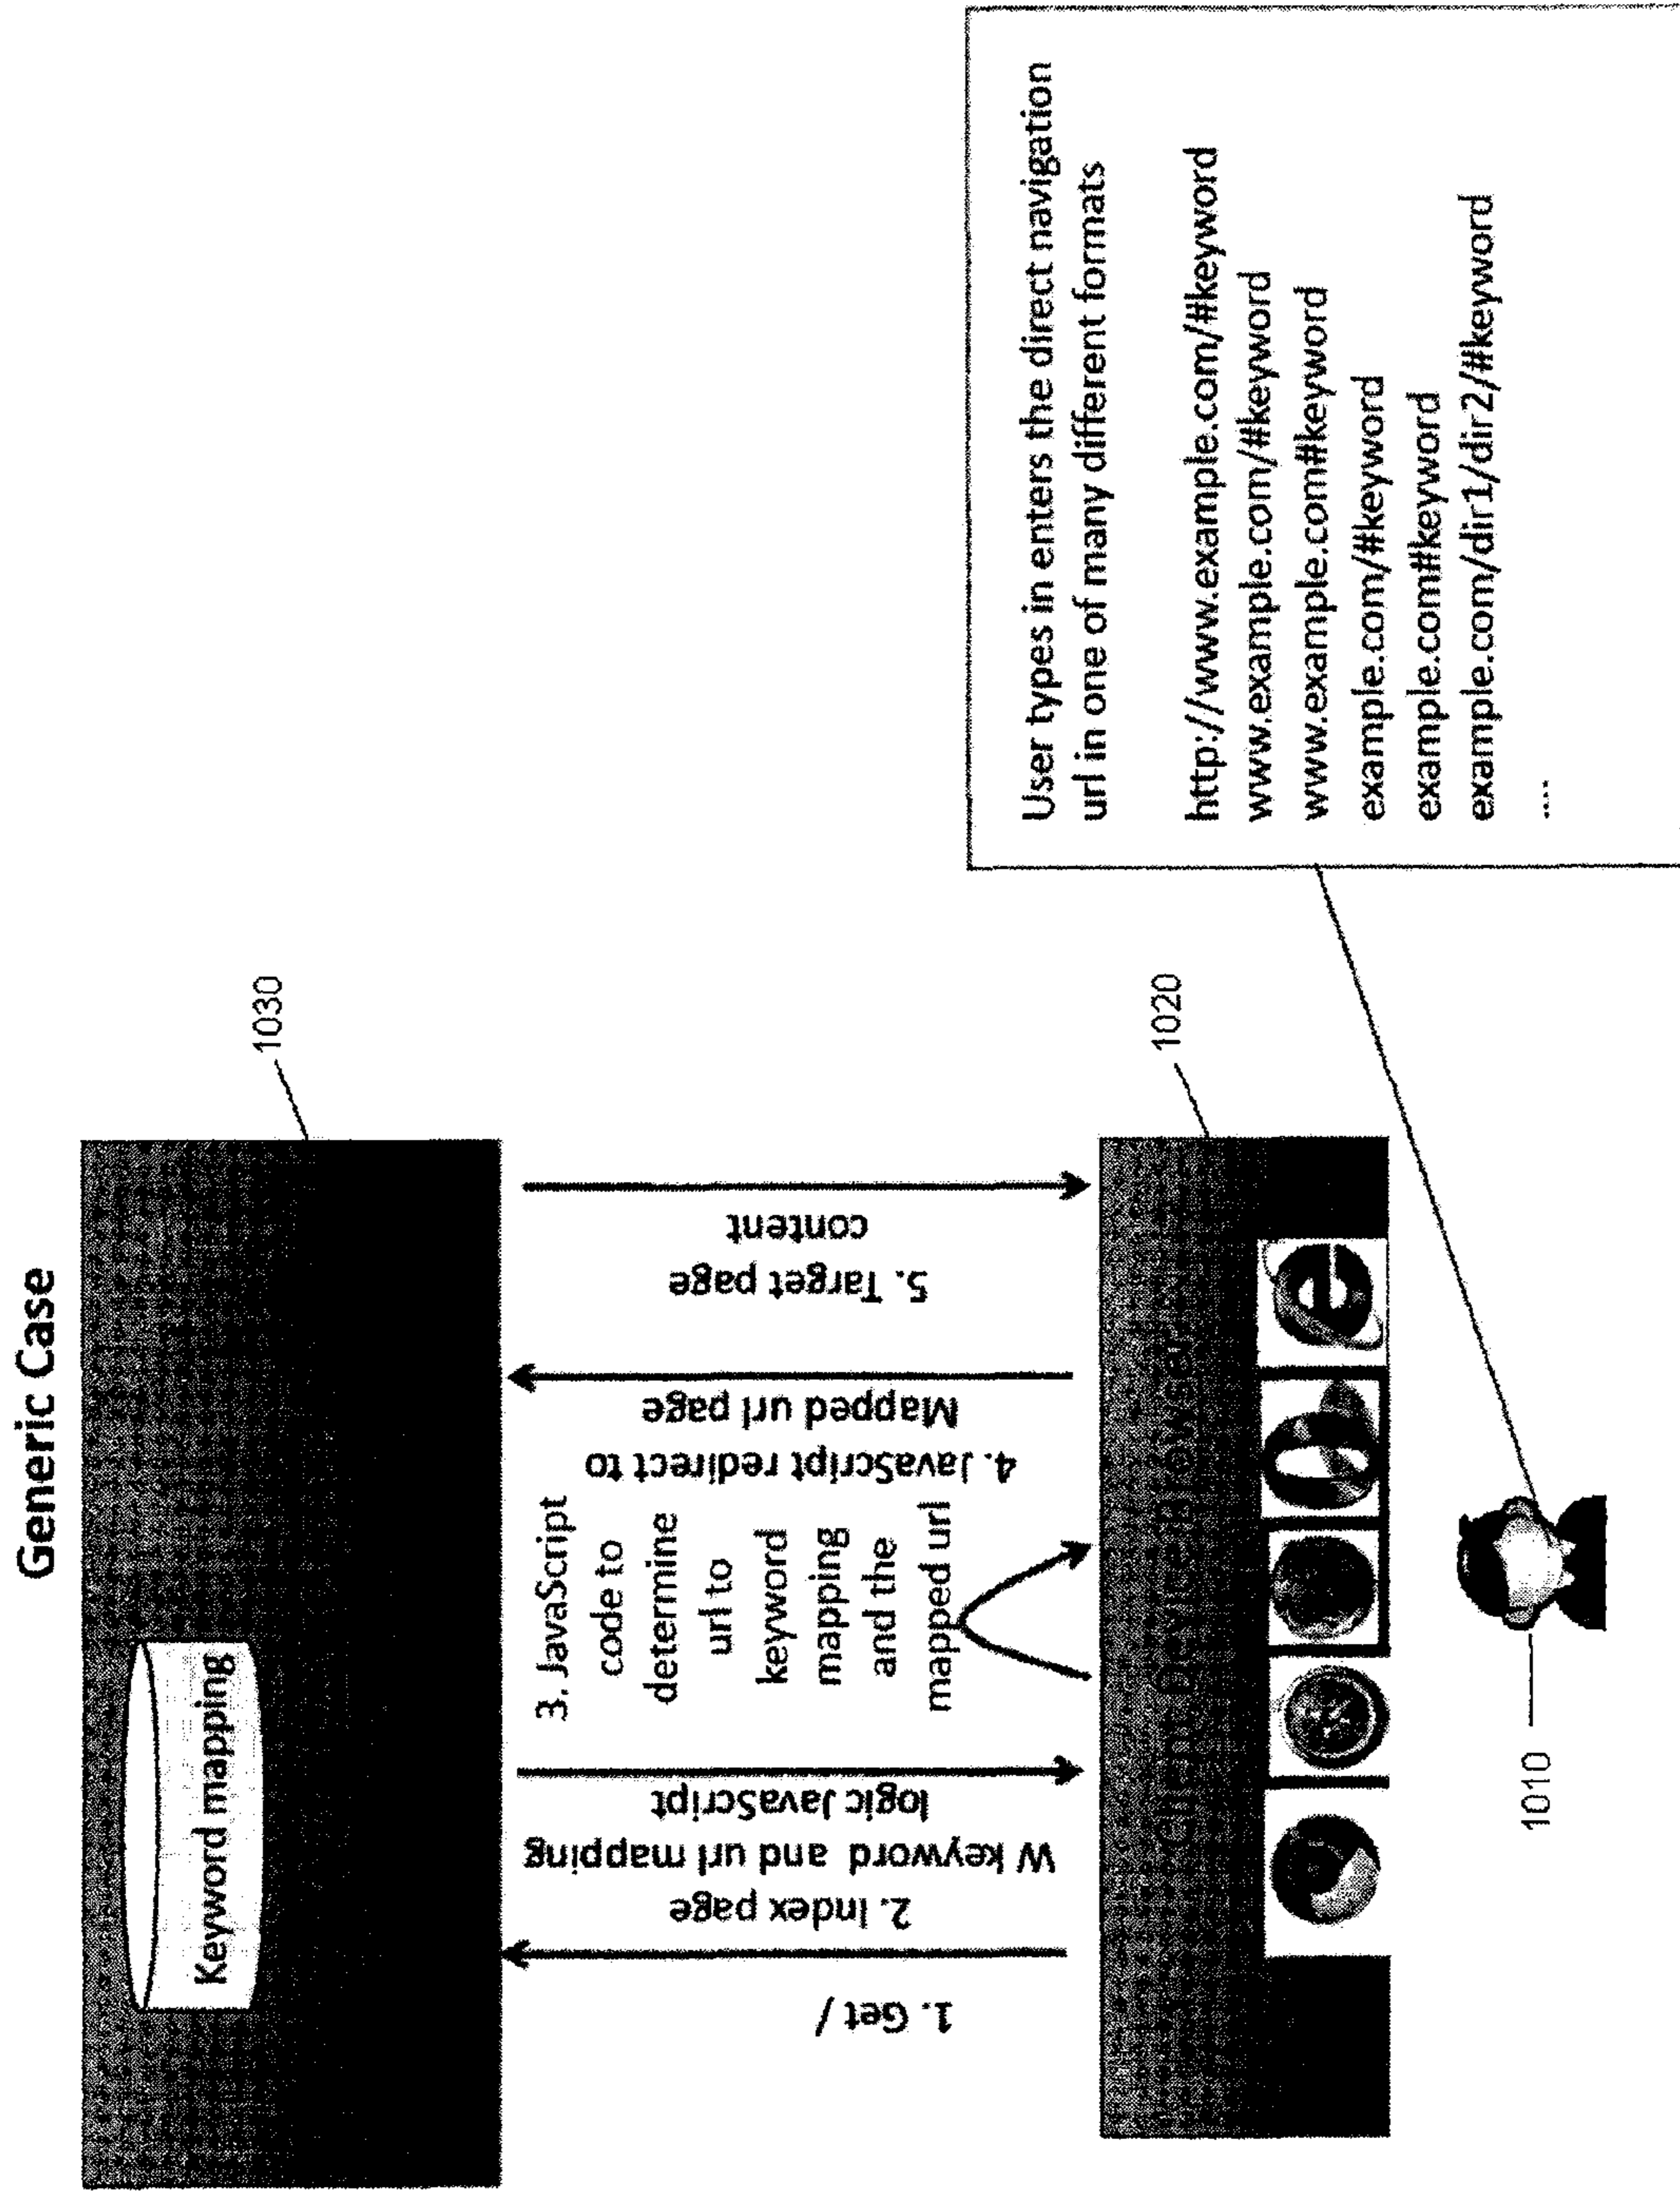 Generic Case
Keyword mapping
1030
1. Get /
2. Index page
W keyword and url mapping
logic JavaScript
3. JavaScript
code to
determine
url to
keyword
mapping
and the
mapped url
4. JavaScript redirect to
Mapped url page
5. Target page
content
Client Device Browser
1020
1010
User types in enters the direct navigation
url in one of many different formats
http://www.example.com/#keyword
www.example.com/#keyword
www.example.com#keyword
example.com/#keyword
example.com#keyword
example.com/dir1/dir2/#keyword
....